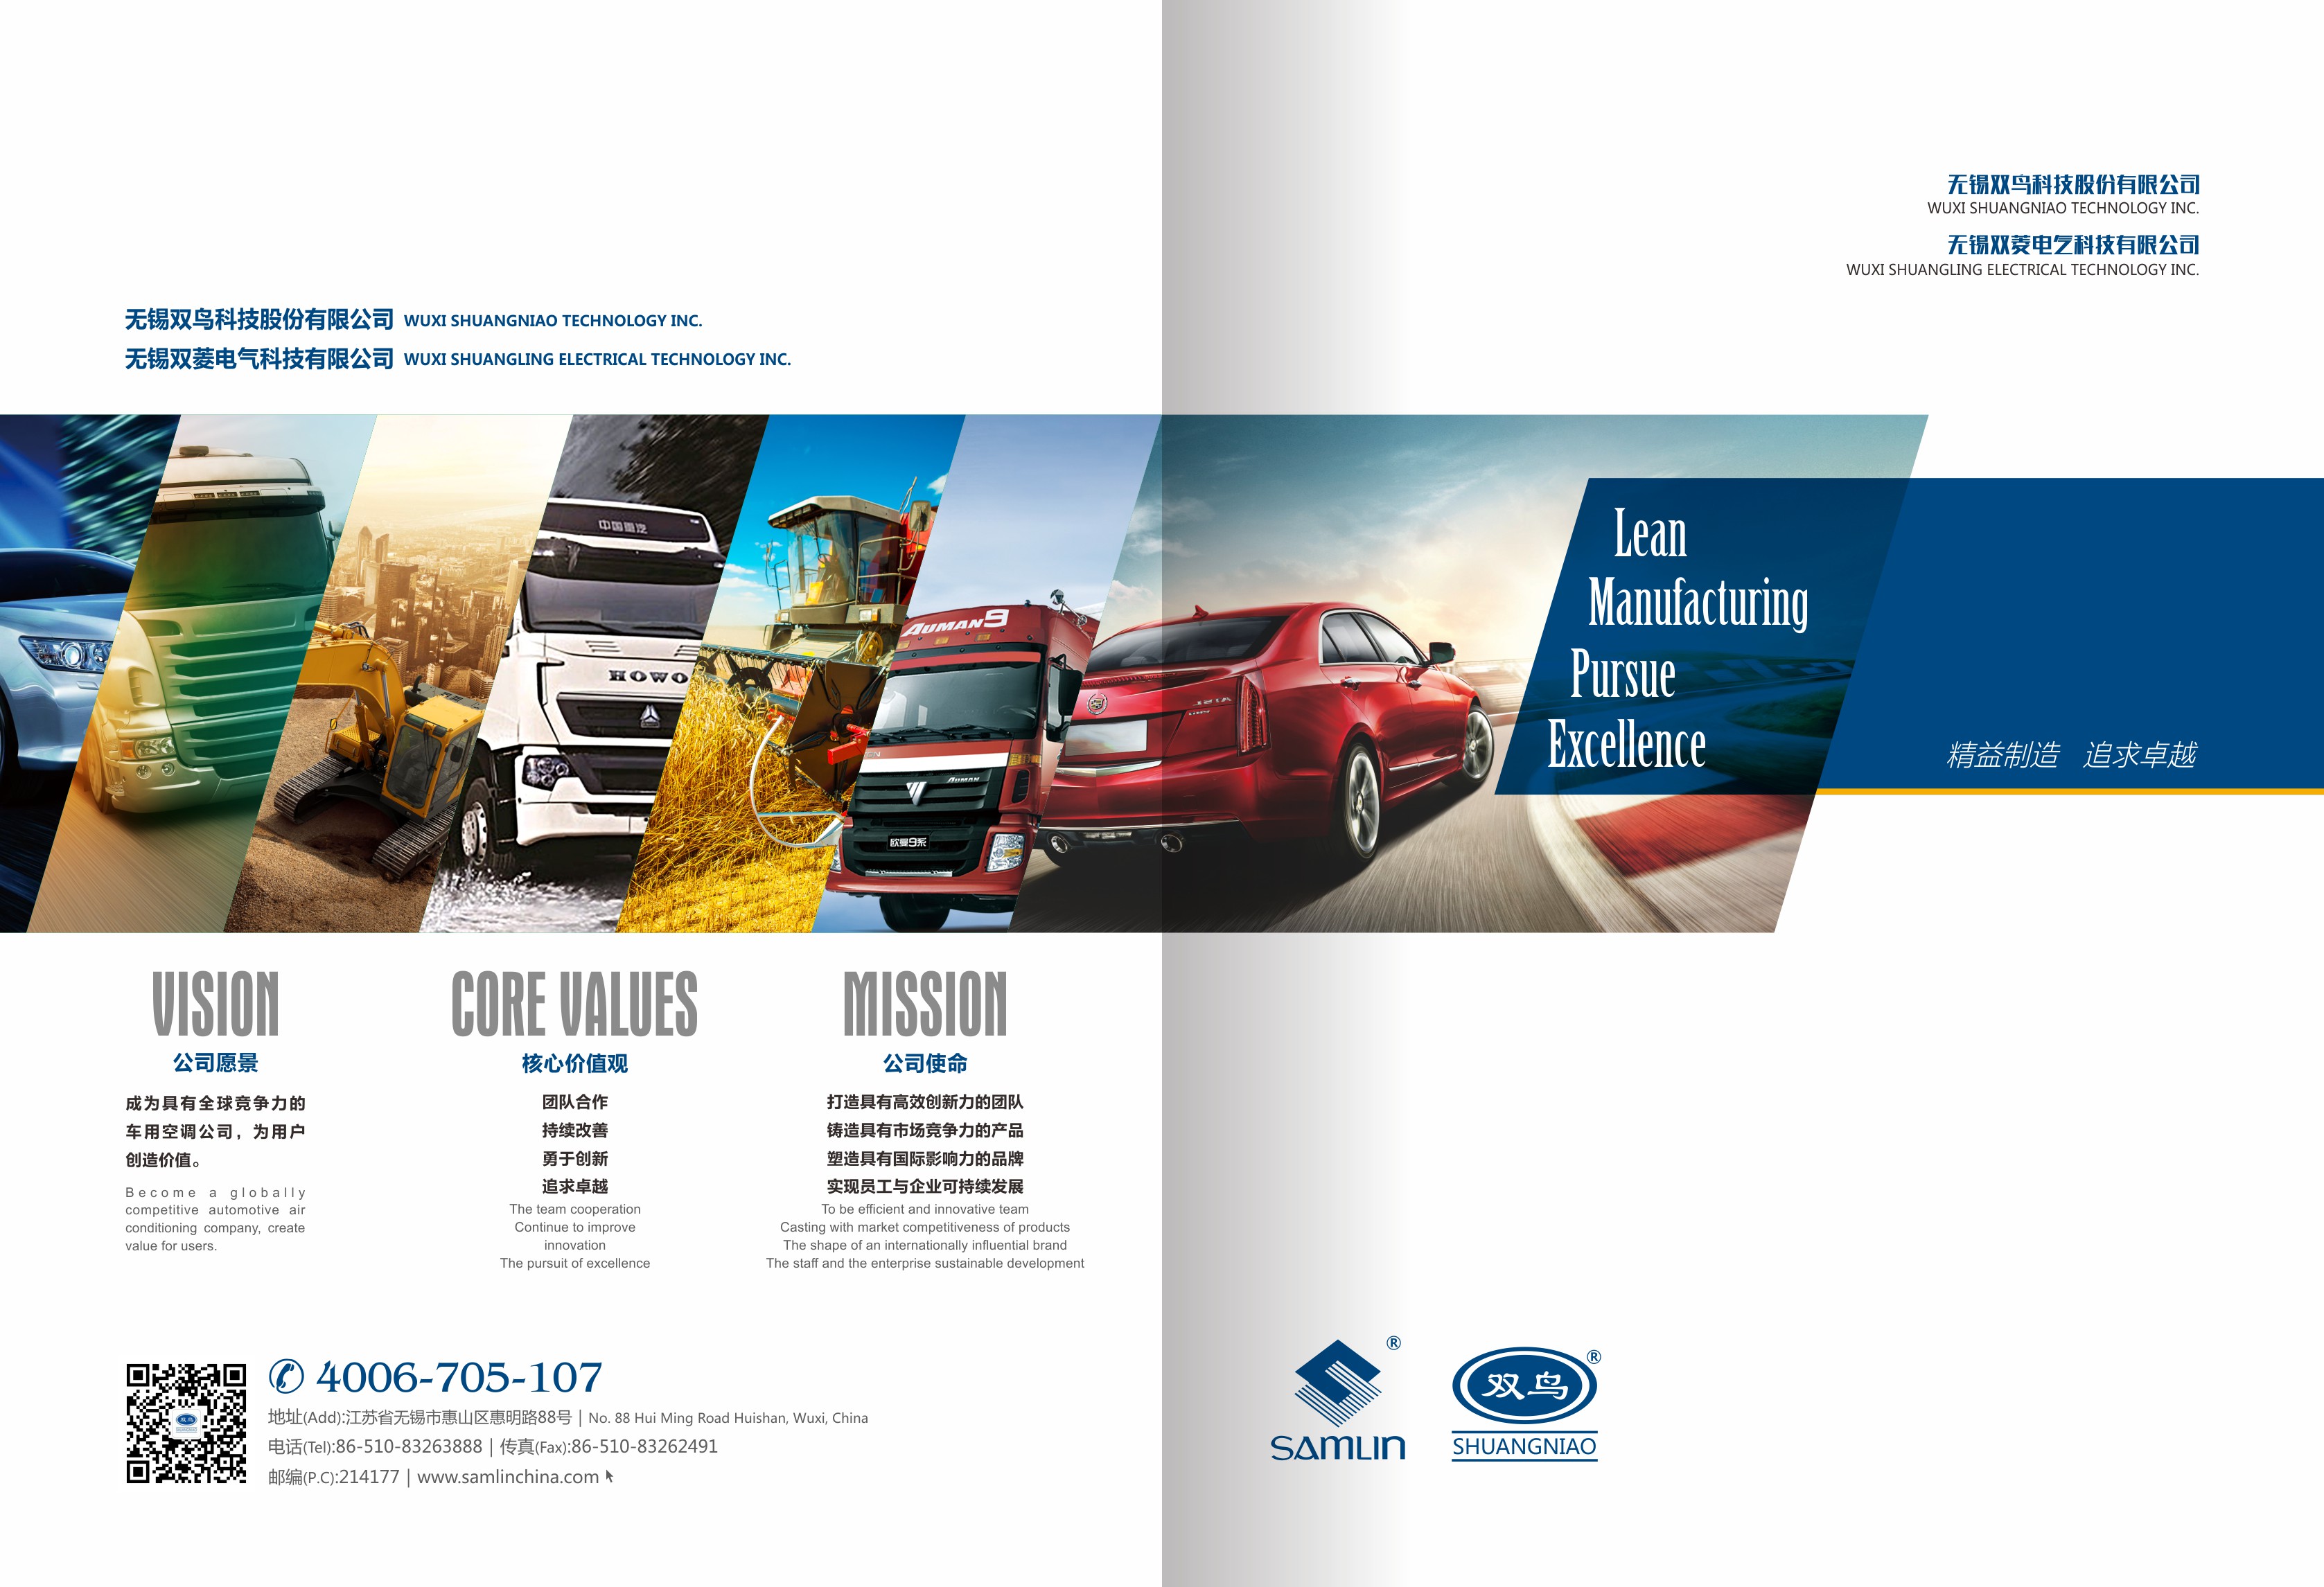 无锡双鸟科技股份有限公司 WUXI SHUANGNIAO TECHNOLOGY INC.
无锡双菱电气科技有限公司 WUXI SHUANGLING ELECTRICAL TECHNOLOGY INC.
中国重汽
HOWO
AUMAN9
AUMAN
欧曼9系
VISION
公司愿景
成为具有全球竞争力的
车用空调公司，为用户
创造价值。
Become a globally
competitive automotive air
conditioning company, create
value for users.
CORE VALUES
核心价值观
团队合作
持续改善
勇于创新
追求卓越
The team cooperation
Continue to improve
innovation
The pursuit of excellence
MISSION
公司使命
打造具有高效创新力的团队
铸造具有市场竞争力的产品
塑造具有国际影响力的品牌
实现员工与企业可持续发展
To be efficient and innovative team
Casting with market competitiveness of products
The shape of an internationally influential brand
The staff and the enterprise sustainable development
4006-705-107
地址(Add):江苏省无锡市惠山区惠明路88号 | No. 88 Hui Ming Road Huishan, Wuxi, China
电话(Tel):86-510-83263888 | 传真(Fax):86-510-83262491
邮编(P.C):214177 | www.samlinchina.com
无锡双鸟科技股份有限公司
WUXI SHUANGNIAO TECHNOLOGY INC.
无锡双菱电气科技有限公司
WUXI SHUANGLING ELECTRICAL TECHNOLOGY INC.
Lean
Manufacturing
Pursue
Excellence
精益制造 追求卓越
®
SAMLIN
双鸟®
SHUANGNIAO